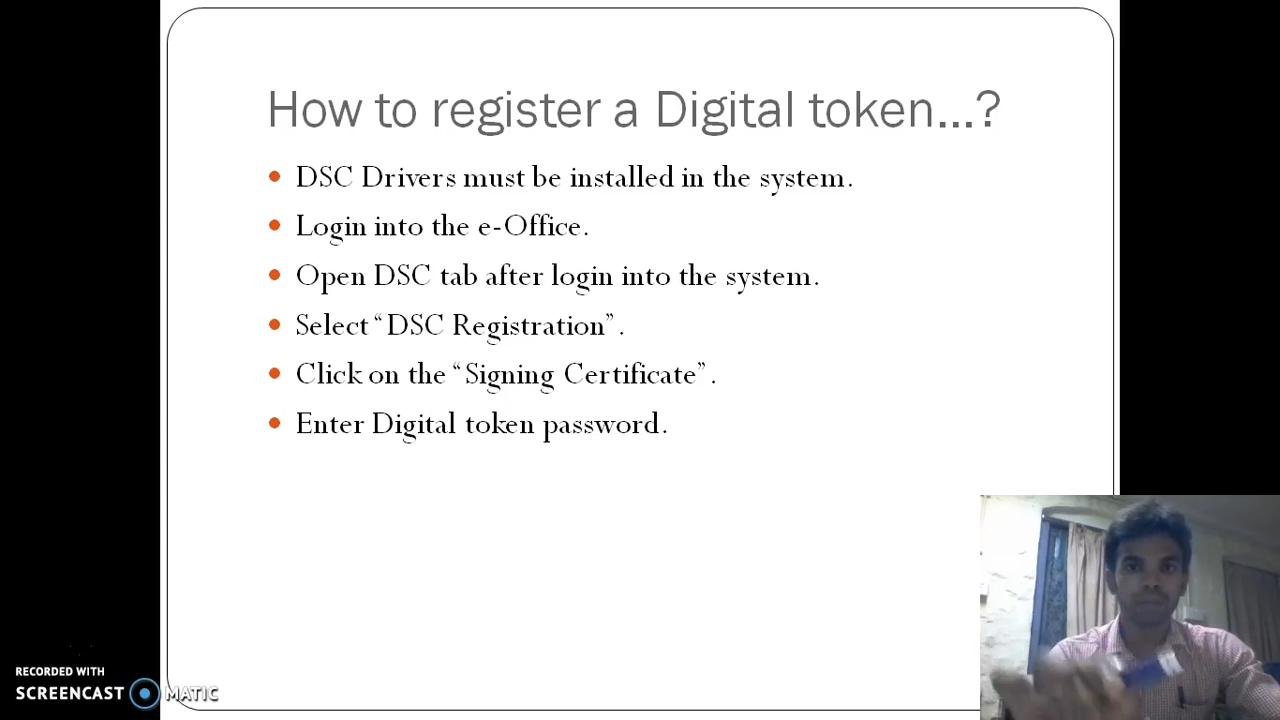 How to register a Digital token...?
DSC Drivers must be installed in the system.
Login into the e-Office.
Open DSC tab after login into the system.
Select “DSC Registration”.
Click on the “Signing Certificate”.
Enter Digital token password.
RECORDED WITH
SCREENCAST MATIC